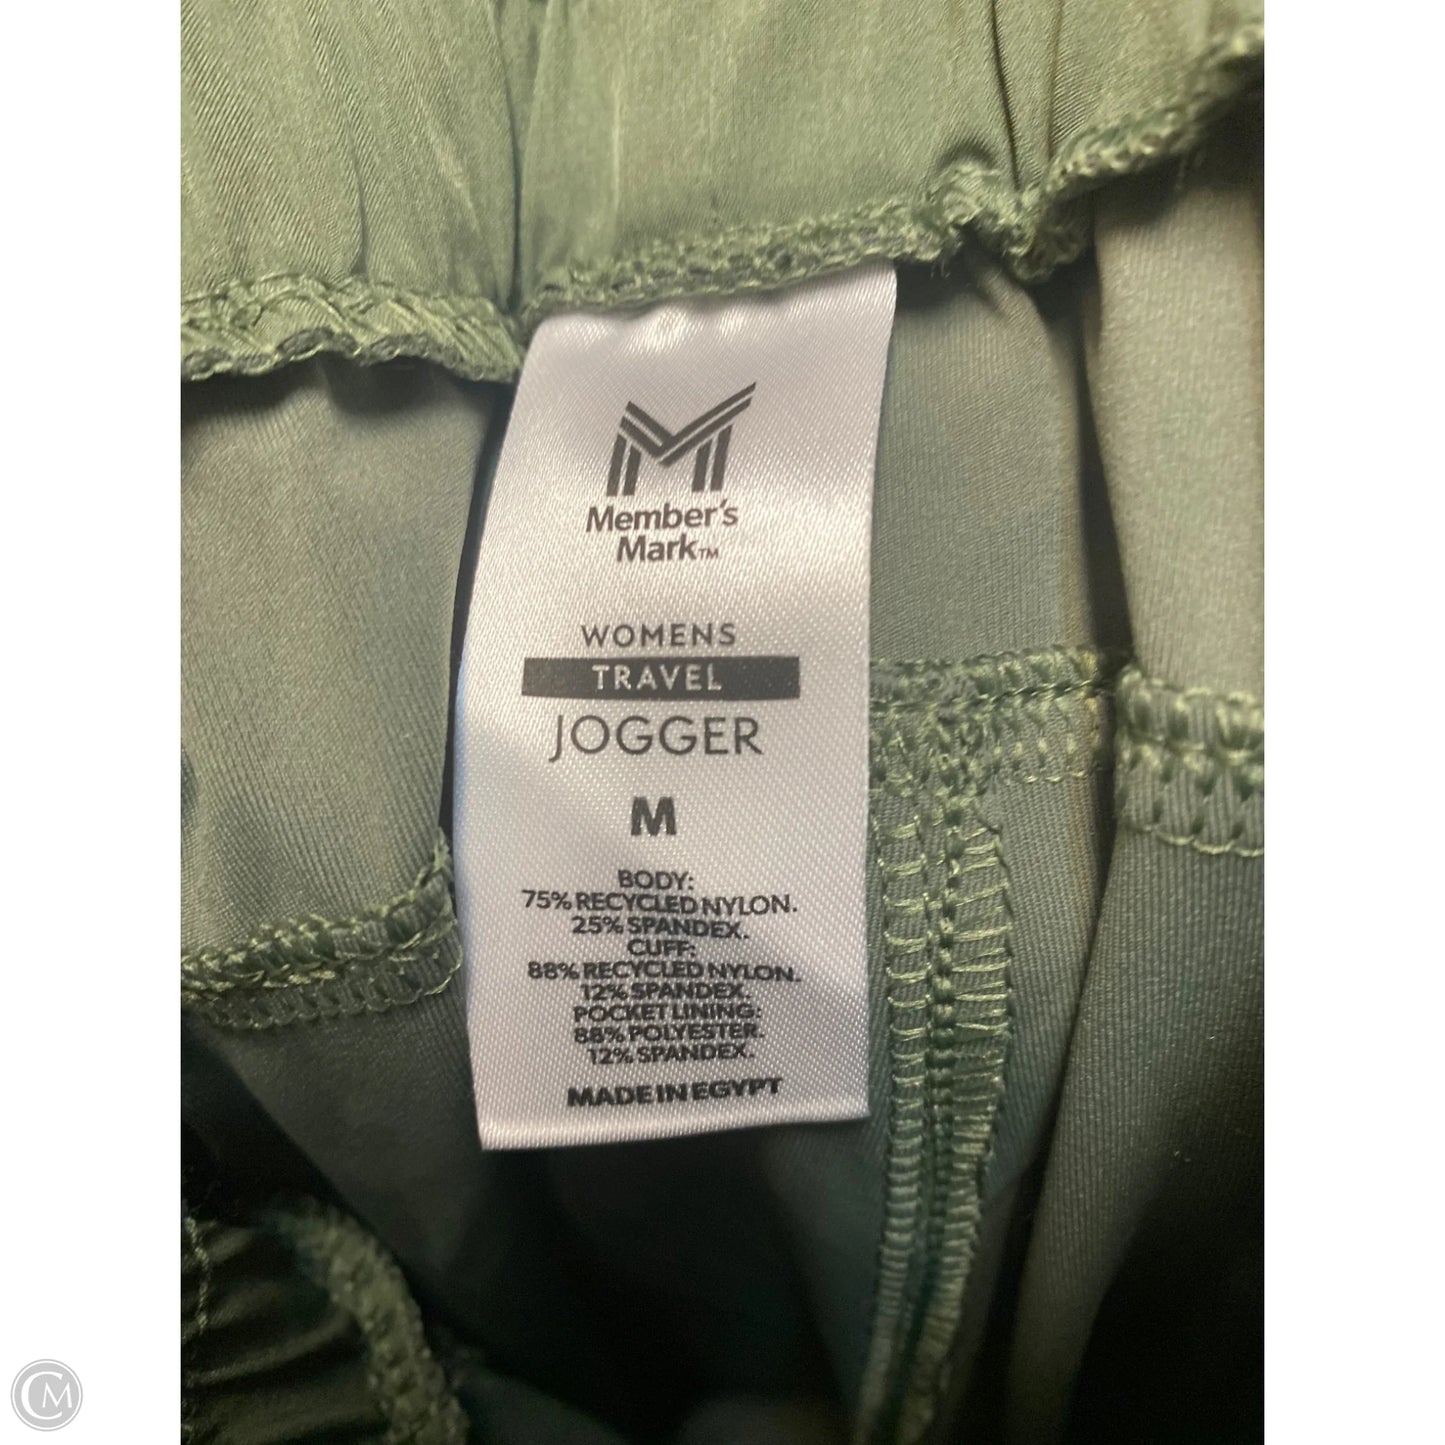 Member's
Mark™
WOMENS
TRAVEL
JOGGER
M
BODY:
75% RECYCLED NYLON.
25% SPANDEX.
CUFF:
88% RECYCLED NYLON.
12% SPANDEX.
POCKET LINING:
88% POLYESTER.
12% SPANDEX.
MADE IN EGYPT
CM